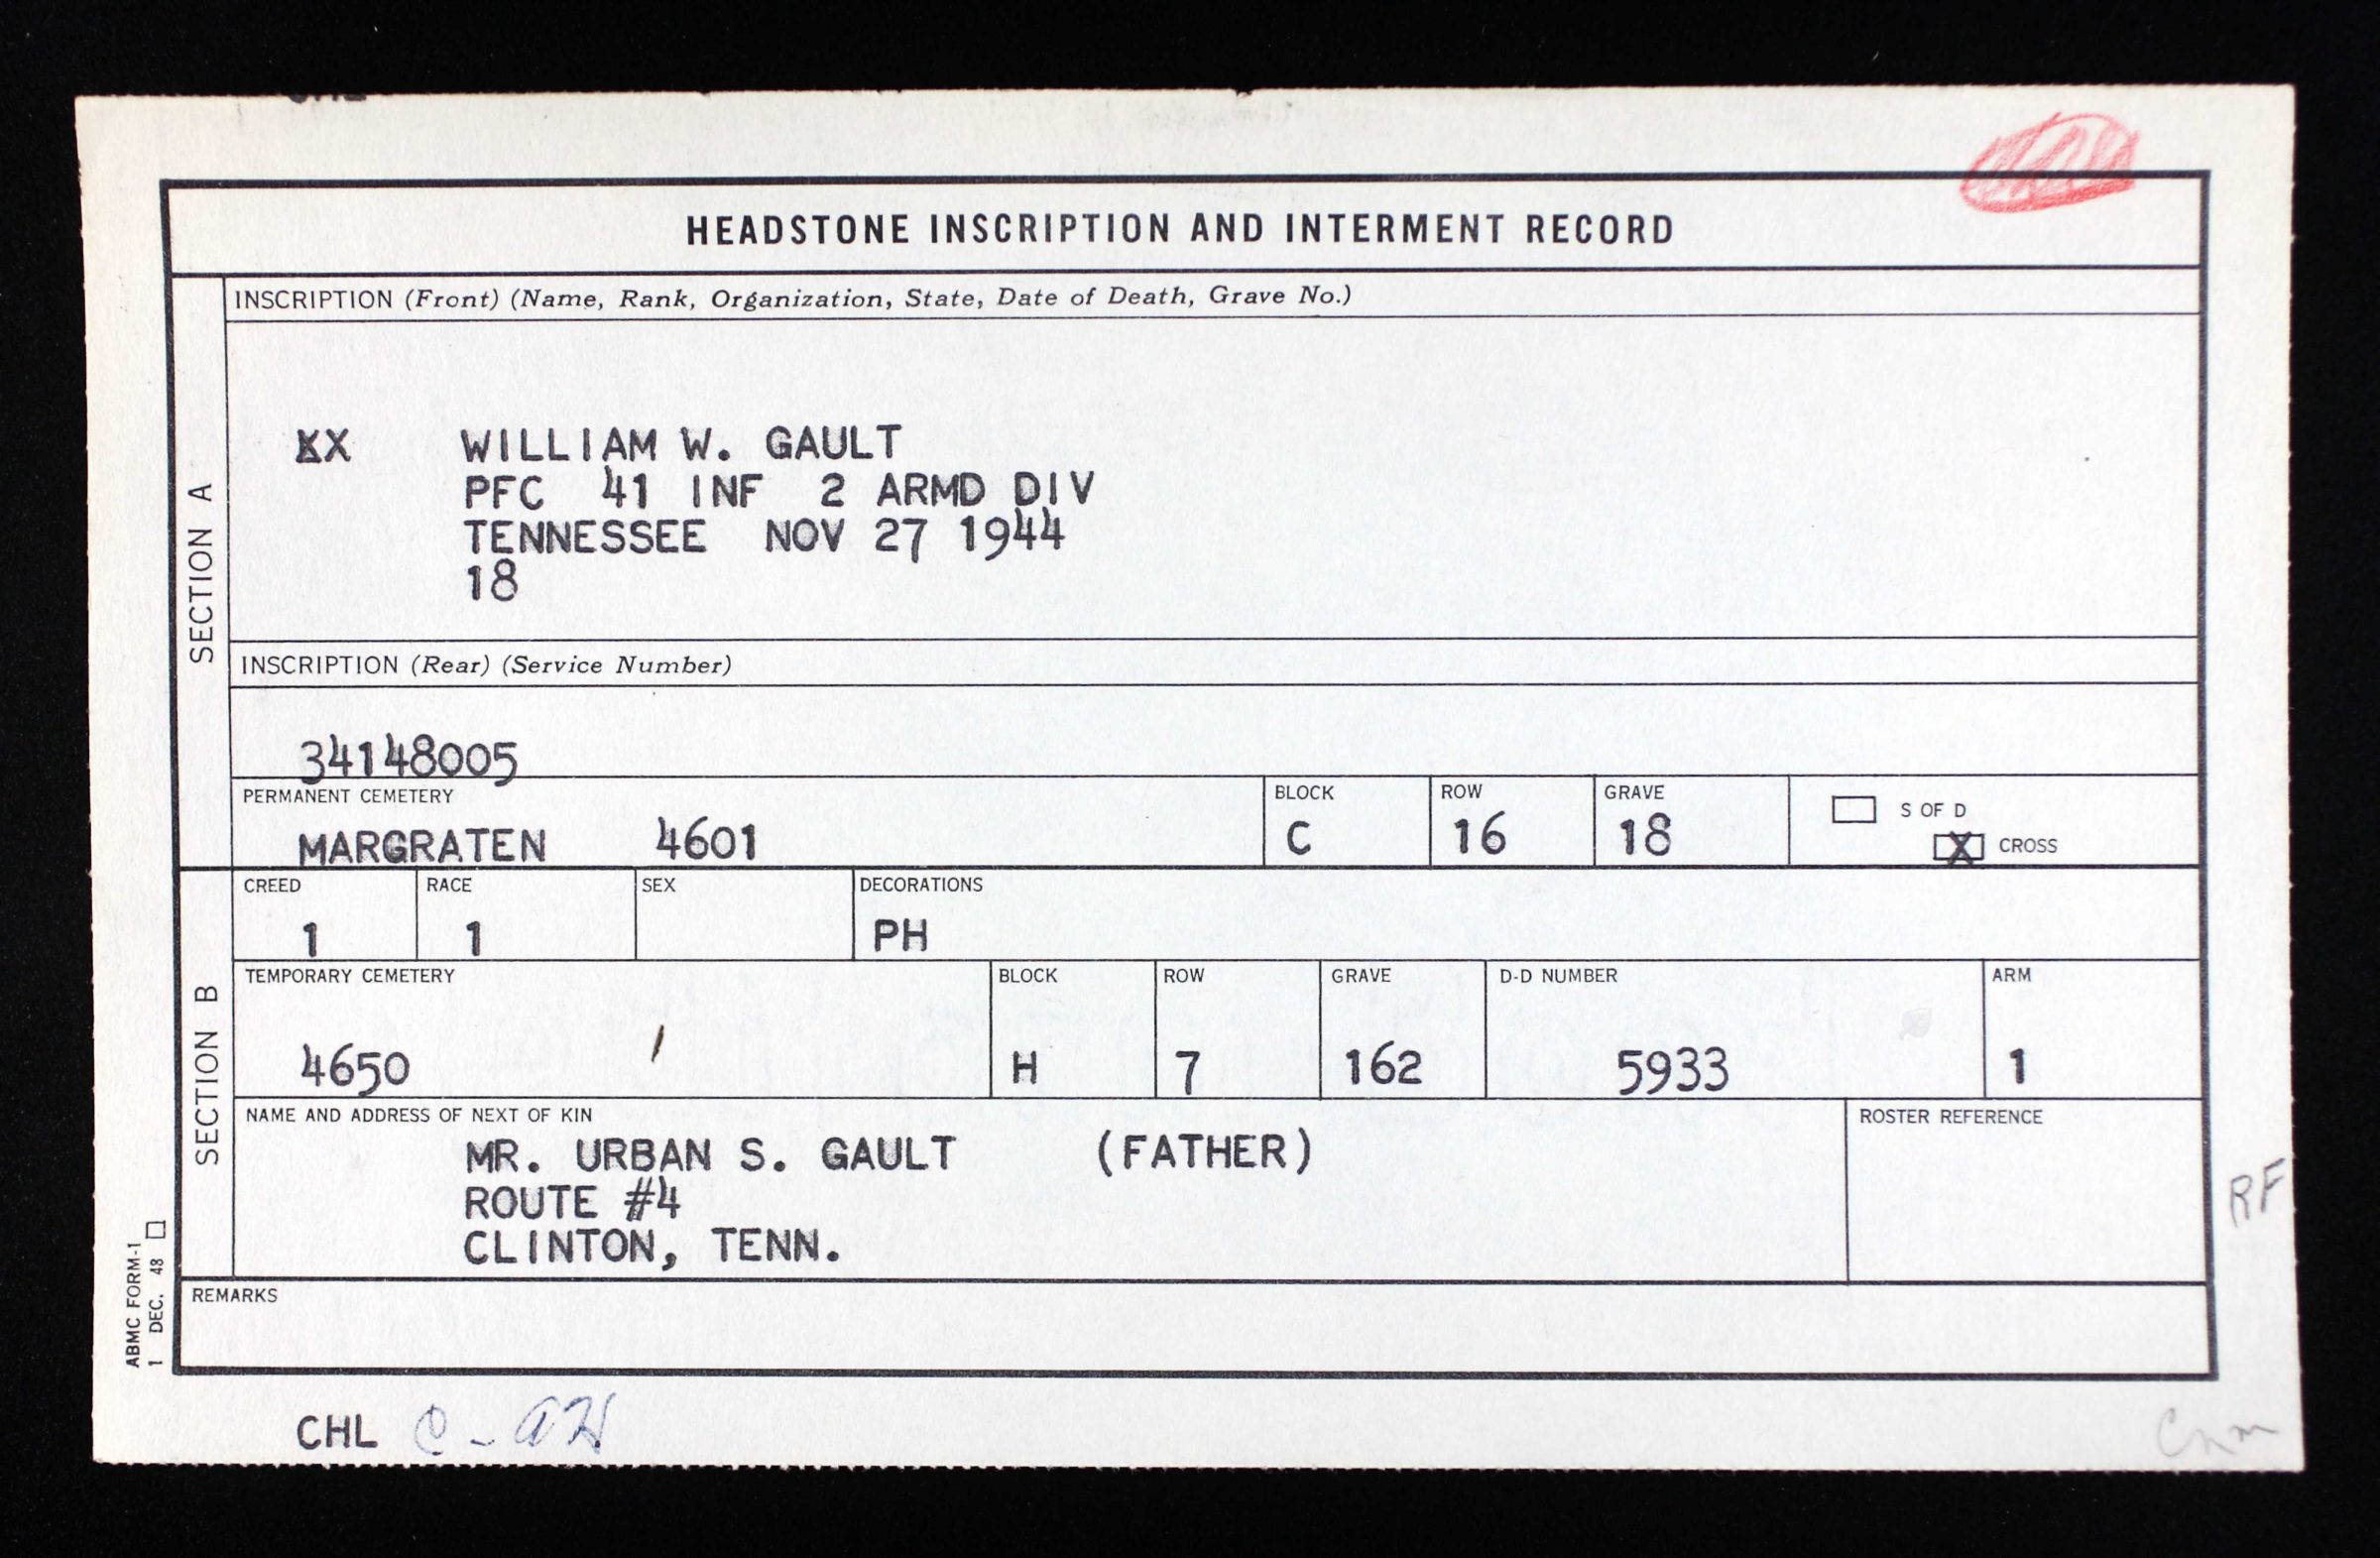 HEADSTONE INSCRIPTION AND INTERMENT RECORD
SECTION A
INSCRIPTION (Front) (Name, Rank, Organization, State, Date of Death, Grave No.)
WILLIAM W. GAULT
PFC 41 INF 2 ARMD DIV
TENNESSEE NOV 27 1944
18
INSCRIPTION (Rear) (Service Number)
34148005
PERMANENT CEMETERY BLOCK ROW GRAVE S OF D
MARGRATEN 4601 C 16 18 X CROSS
SECTION B
CREED RACE SEX DECORATIONS
1 1 PH
TEMPORARY CEMETERY BLOCK ROW GRAVE D-D NUMBER ARM
4650 H 7 162 5933 1
NAME AND ADDRESS OF NEXT OF KIN ROSTER REFERENCE
MR. URBAN S. GAULT (FATHER)
ROUTE #4
CLINTON, TENN.
RF
REMARKS
ABMC FORM-1
1 DEC. 48
CHL